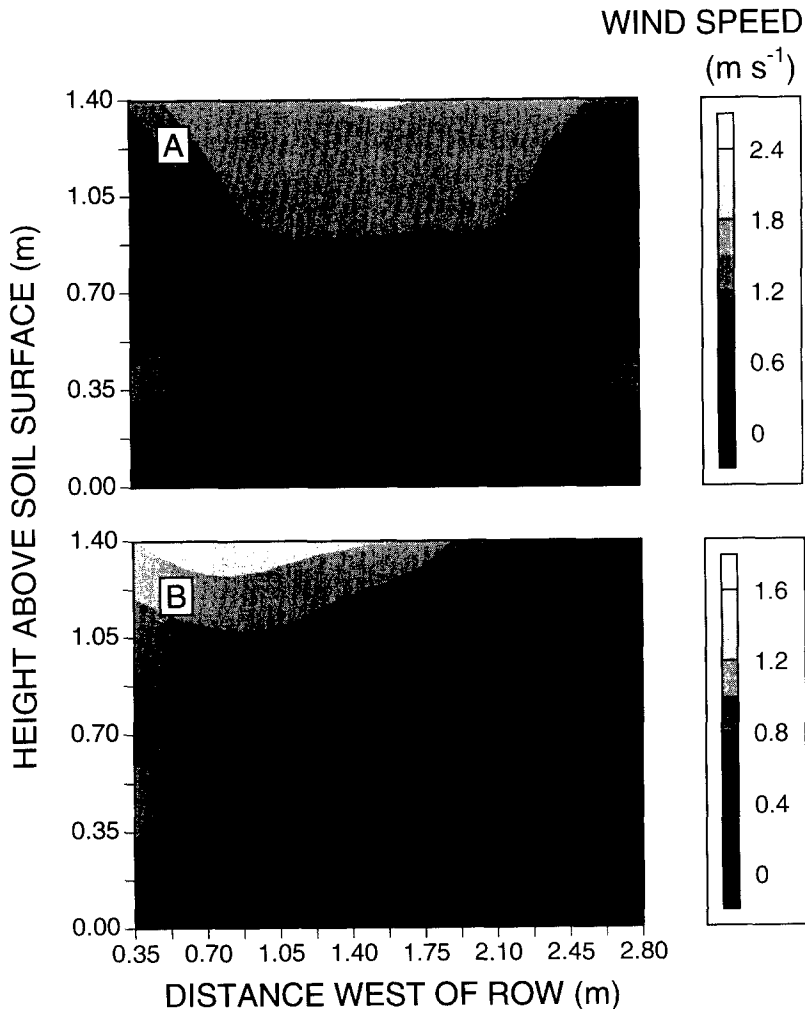 WIND SPEED
(m s⁻¹)
HEIGHT ABOVE SOIL SURFACE (m)
1.40
1.05
0.70
0.35
0.00
A
2.4
1.8
1.2
0.6
0
1.40
1.05
0.70
0.35
0.00
B
1.6
1.2
0.8
0.4
0
0.35 0.70 1.05 1.40 1.75 2.10 2.45 2.80
DISTANCE WEST OF ROW (m)